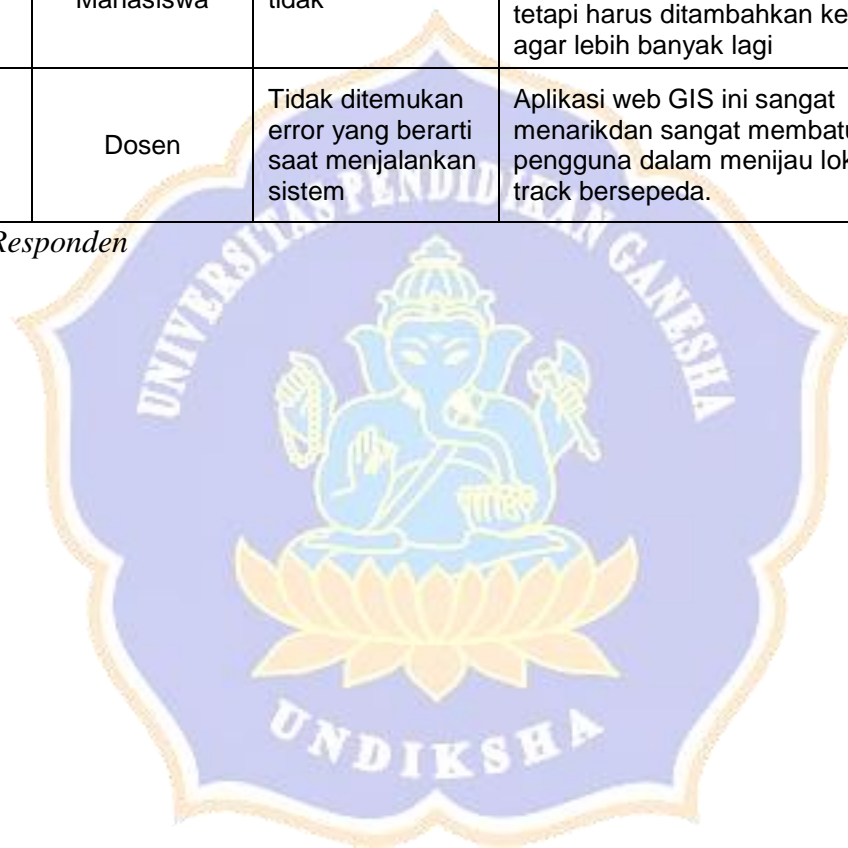 Mahasiswa
tidak
tetapi harus ditambahkan ke
agar lebih banyak lagi
Dosen
Tidak ditemukan
error yang berarti
saat menjalankan
sistem
Aplikasi web GIS ini sangat
menarikdan sangat membatu
pengguna dalam menijau lok
track bersepeda.
Responden
UNIVERSITAS PENDIDIKAN GANESHA
UNDIKSHA